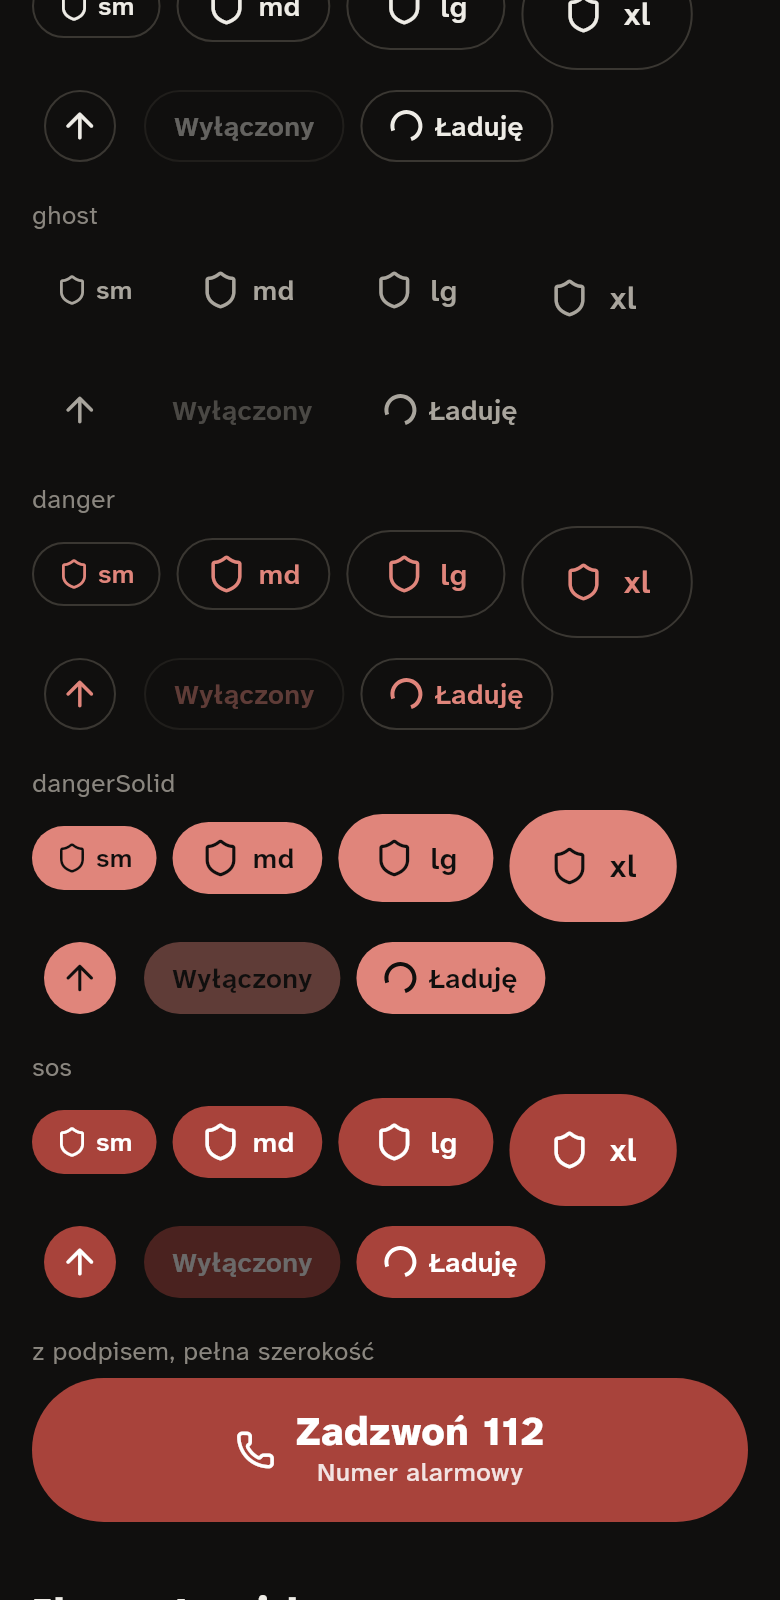 sm md lg xl
Wyłączony Ładuję
ghost
sm md lg xl
Wyłączony Ładuję
danger
sm md lg xl
Wyłączony Ładuję
dangerSolid
sm md lg xl
Wyłączony Ładuję
sos
sm md lg xl
Wyłączony Ładuję
z podpisem, pełna szerokość
Zadzwoń 112
Numer alarmowy